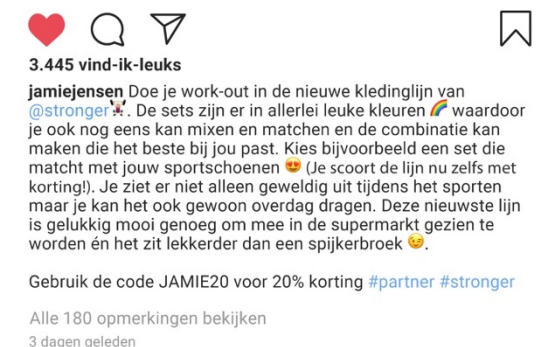 3.445 vind-ik-leuks
jamiejensen Doe je work-out in de nieuwe kledinglijn van
@stronger🏋🏻‍♀️. De sets zijn er in allerlei leuke kleuren 🌈 waardoor
je ook nog eens kan mixen en matchen en de combinatie kan
maken die het beste bij jou past. Kies bijvoorbeeld een set die
matcht met jouw sportschoenen 😍 (Je scoort de lijn nu zelfs met
korting!). Je ziet er niet alleen geweldig uit tijdens het sporten
maar je kan het ook gewoon overdag dragen. Deze nieuwste lijn
is gelukkig mooi genoeg om mee in de supermarkt gezien te
worden én het zit lekkerder dan een spijkerbroek 😉.
Gebruik de code JAMIE20 voor 20% korting #partner #stronger
Alle 180 opmerkingen bekijken
3 dagen geleden